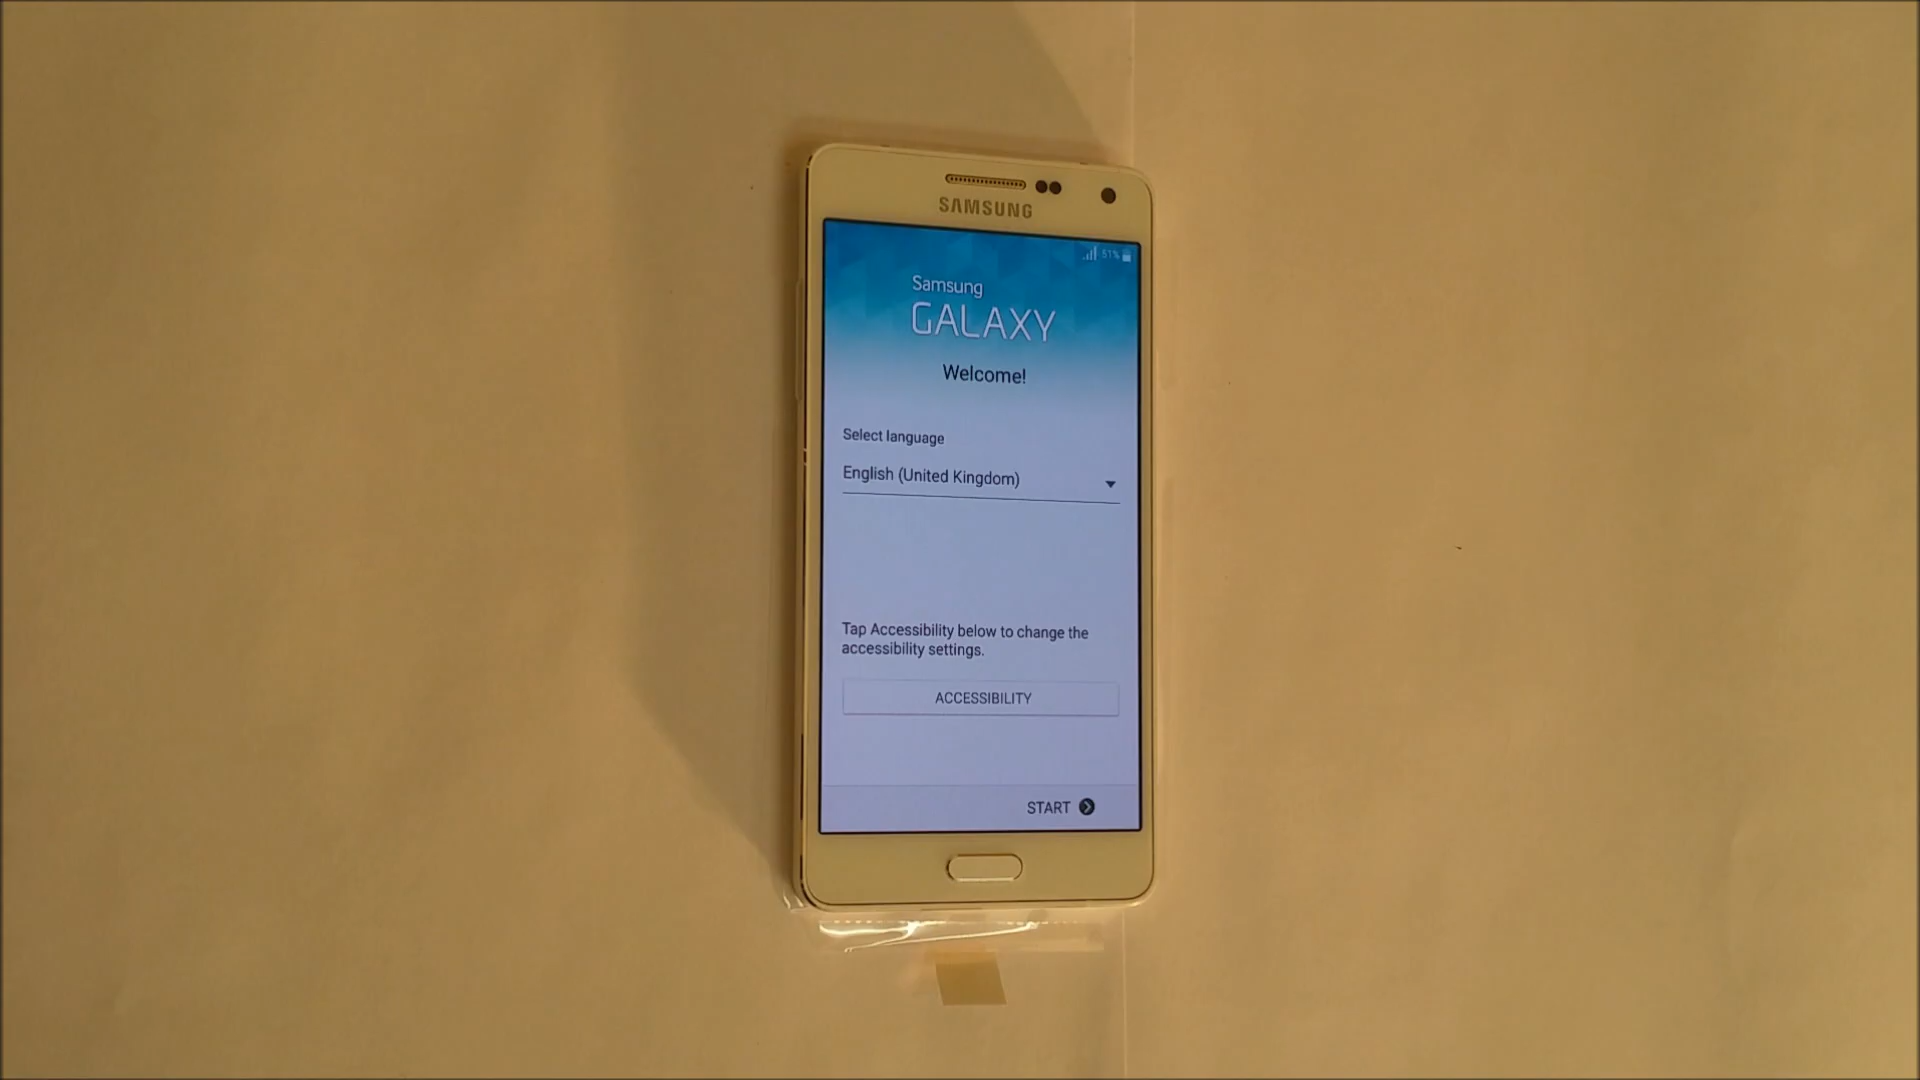 SAMSUNG
51%
Samsung
GALAXY
Welcome!
Select language
English (United Kingdom)
Tap Accessibility below to change the
accessibility settings.
ACCESSIBILITY
START